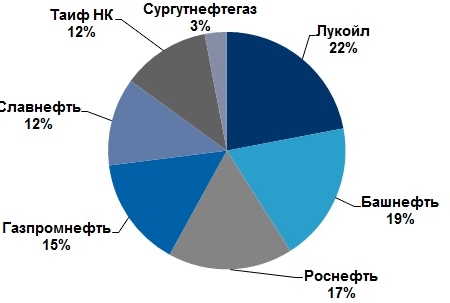 Сургутнефтегаз
3%
Лукойл
22%
Башнефть
19%
Роснефть
17%
Газпромнефть
15%
Славнефть
12%
Таиф НК
12%